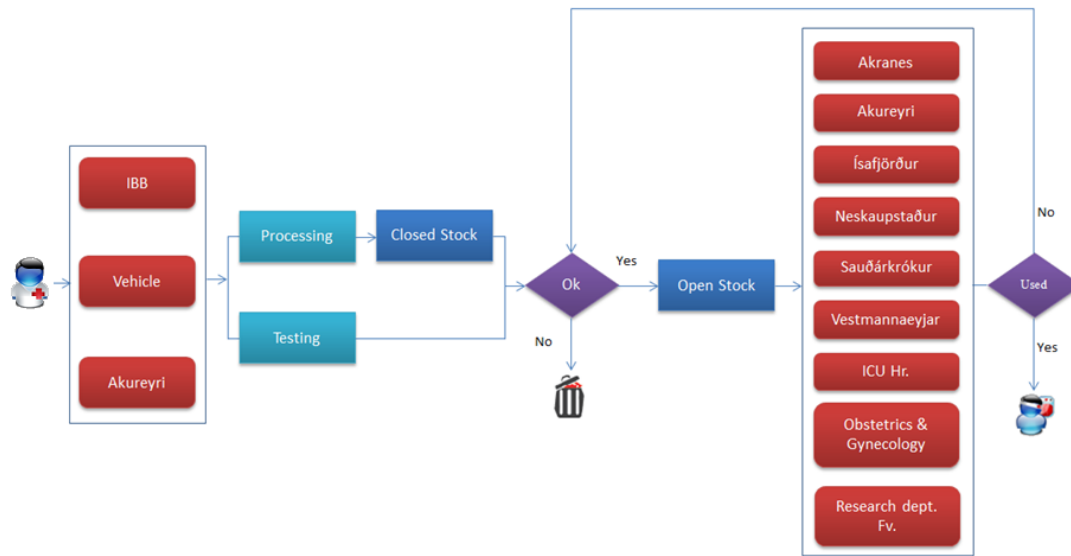 IBB
Vehicle
Akureyri
Processing
Closed Stock
Testing
Ok
Yes
No
Open Stock
Akranes
Akureyri
Ísafjörður
Neskaupstaður
Sauðárkrókur
Vestmannaeyjar
ICU Hr.
Obstetrics &
Gynecology
Research dept.
Fv.
No
Used
Yes